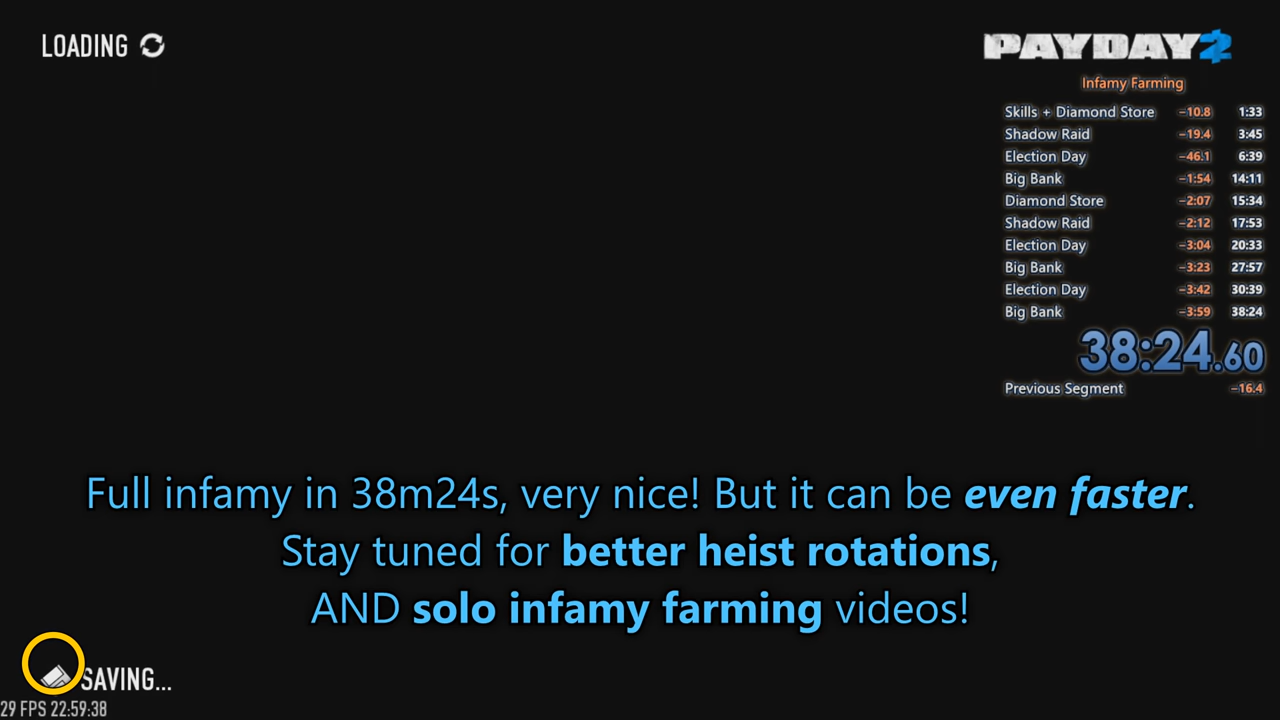 LOADING
PAYDAY 2
Infamy Farming
Skills + Diamond Store -10.8 1:33
Shadow Raid -19.4 3:45
Election Day -46.1 6:39
Big Bank -1:54 14:11
Diamond Store -2:07 15:34
Shadow Raid -2:12 17:53
Election Day -3:04 20:33
Big Bank -3:23 27:57
Election Day -3:42 30:39
Big Bank -3:59 38:24
38:24.60
Previous Segment -16.4
Full infamy in 38m24s, very nice! But it can be even faster.
Stay tuned for better heist rotations,
AND solo infamy farming videos!
SAVING...
29 FPS 22:59:38